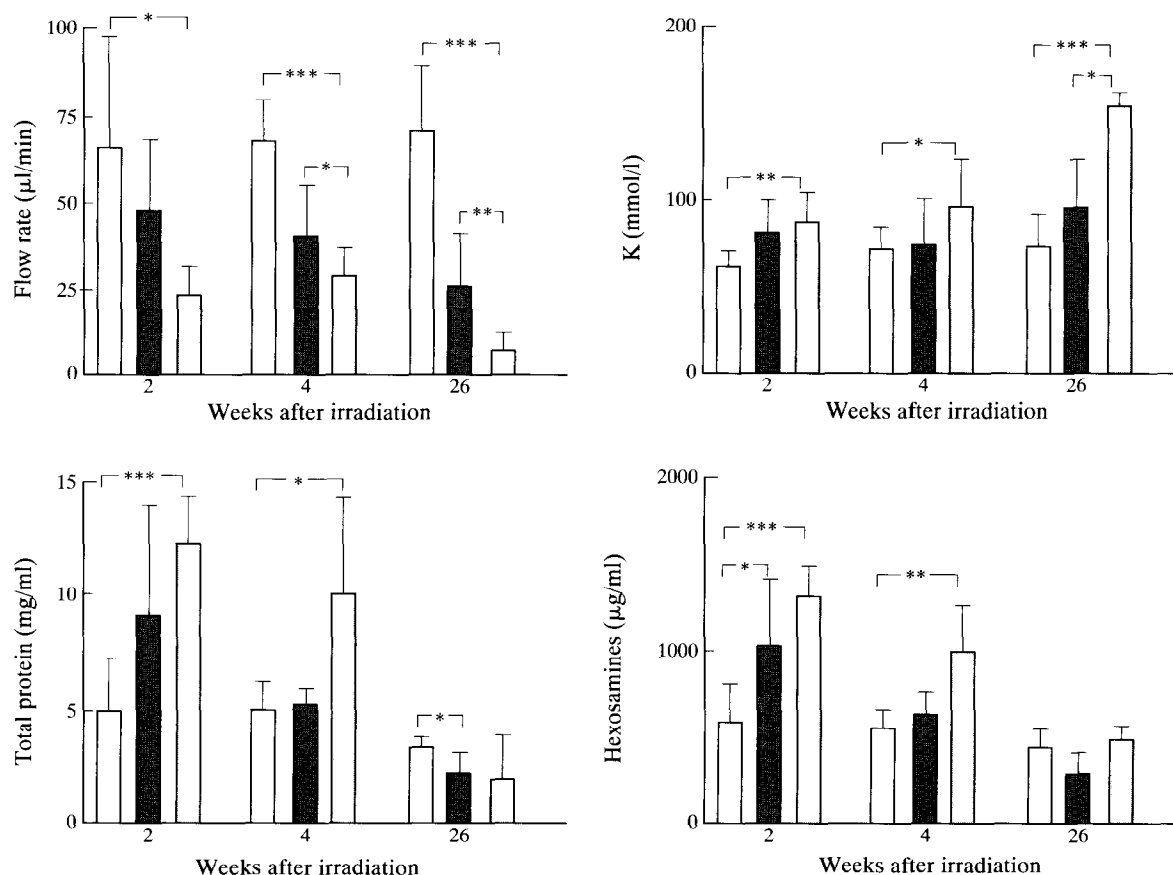 100
75
50
25
0
Flow rate (μl/min)
*
***
*
***
**
2 4 26
Weeks after irradiation
200
100
0
K (mmol/l)
**
*
***
*
2 4 26
Weeks after irradiation
15
10
5
0
Total protein (mg/ml)
***
*
*
2 4 26
Weeks after irradiation
2000
1000
0
Hexosamines (μg/ml)
***
*
**
2 4 26
Weeks after irradiation